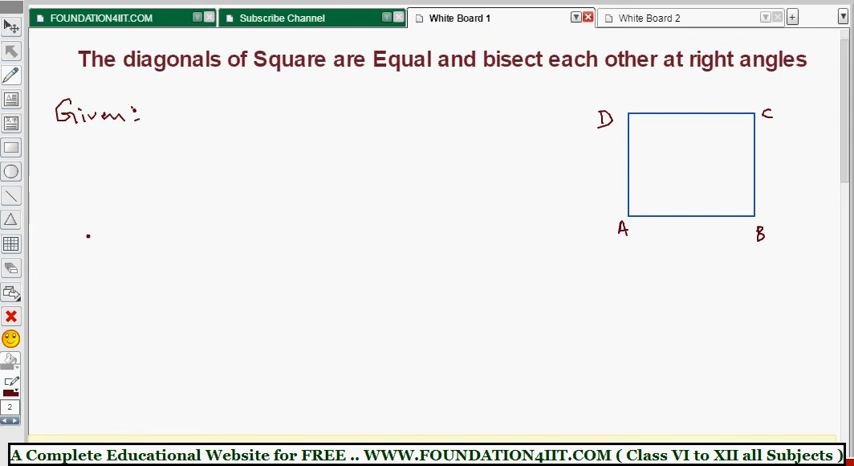 FOUNDATION4IIT.COM
Subscribe Channel
White Board 1
White Board 2
The diagonals of Square are Equal and bisect each other at right angles
Given:
D
C
A
B
2
A Complete Educational Website for FREE .. WWW.FOUNDATION4IIT.COM ( Class VI to XII all Subjects )